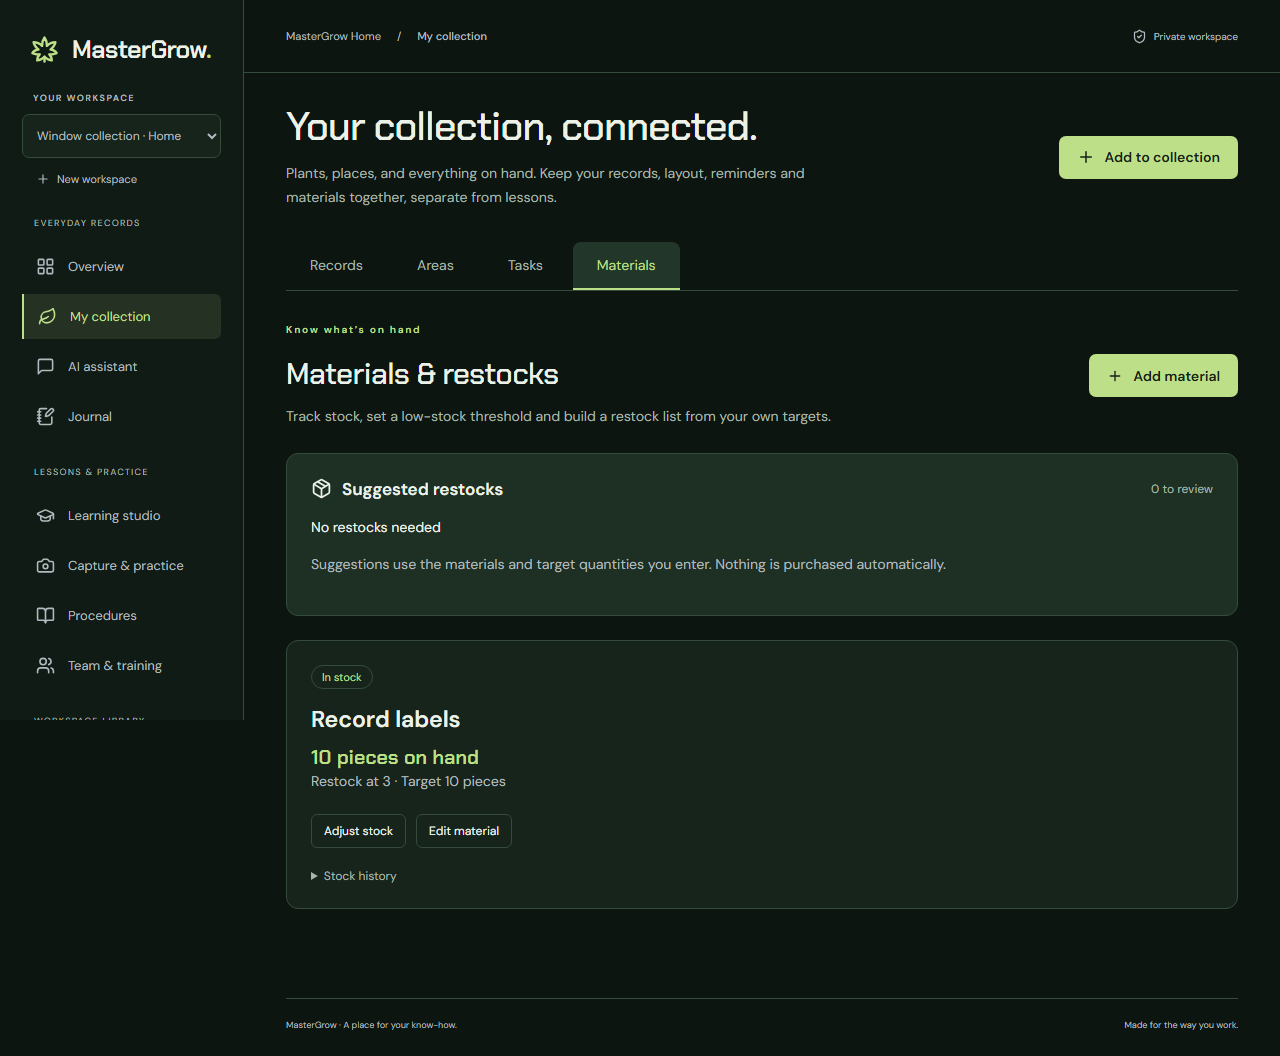 MasterGrow.
YOUR WORKSPACE
Window collection · Home
+ New workspace
EVERYDAY RECORDS
Overview
My collection
AI assistant
Journal
LESSONS & PRACTICE
Learning studio
Capture & practice
Procedures
Team & training
WORKSPACE LIBRARY
MasterGrow Home / My collection
Private workspace
Your collection, connected.
Plants, places, and everything on hand. Keep your records, layout, reminders and
materials together, separate from lessons.
+ Add to collection
Records Areas Tasks Materials
Know what's on hand
Materials & restocks
+ Add material
Track stock, set a low-stock threshold and build a restock list from your own targets.
Suggested restocks
0 to review
No restocks needed
Suggestions use the materials and target quantities you enter. Nothing is purchased automatically.
In stock
Record labels
10 pieces on hand
Restock at 3 · Target 10 pieces
Adjust stock Edit material
Stock history
MasterGrow · A place for your know-how.
Made for the way you work.